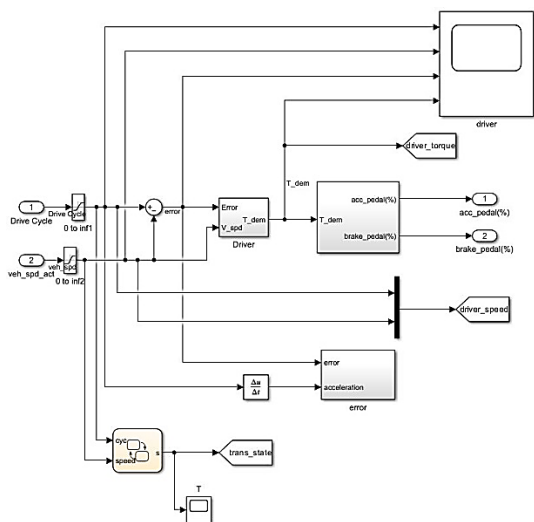 driver
driver_torque
T_dem
1
Drive Cycle
Drive Cycle
0 to inf1
+
-
error
Error
V_spd
T_dem
Driver
T_dem
acc_pedal(%)
brake_pedal(%)
1
acc_pedal(%)
2
brake_pedal(%)
2
veh_spd_act
veh_spd
0 to inf2
driver_speed
error
acceleration
error
Δu
Δt
cyc
speed
s
trans_state
T